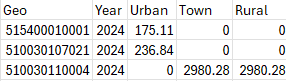 Geo Year Urban Town Rural
515400010001 2024 175.11 0 0
510030107021 2024 236.84 0 0
510030110004 2024 0 2980.28 2980.28